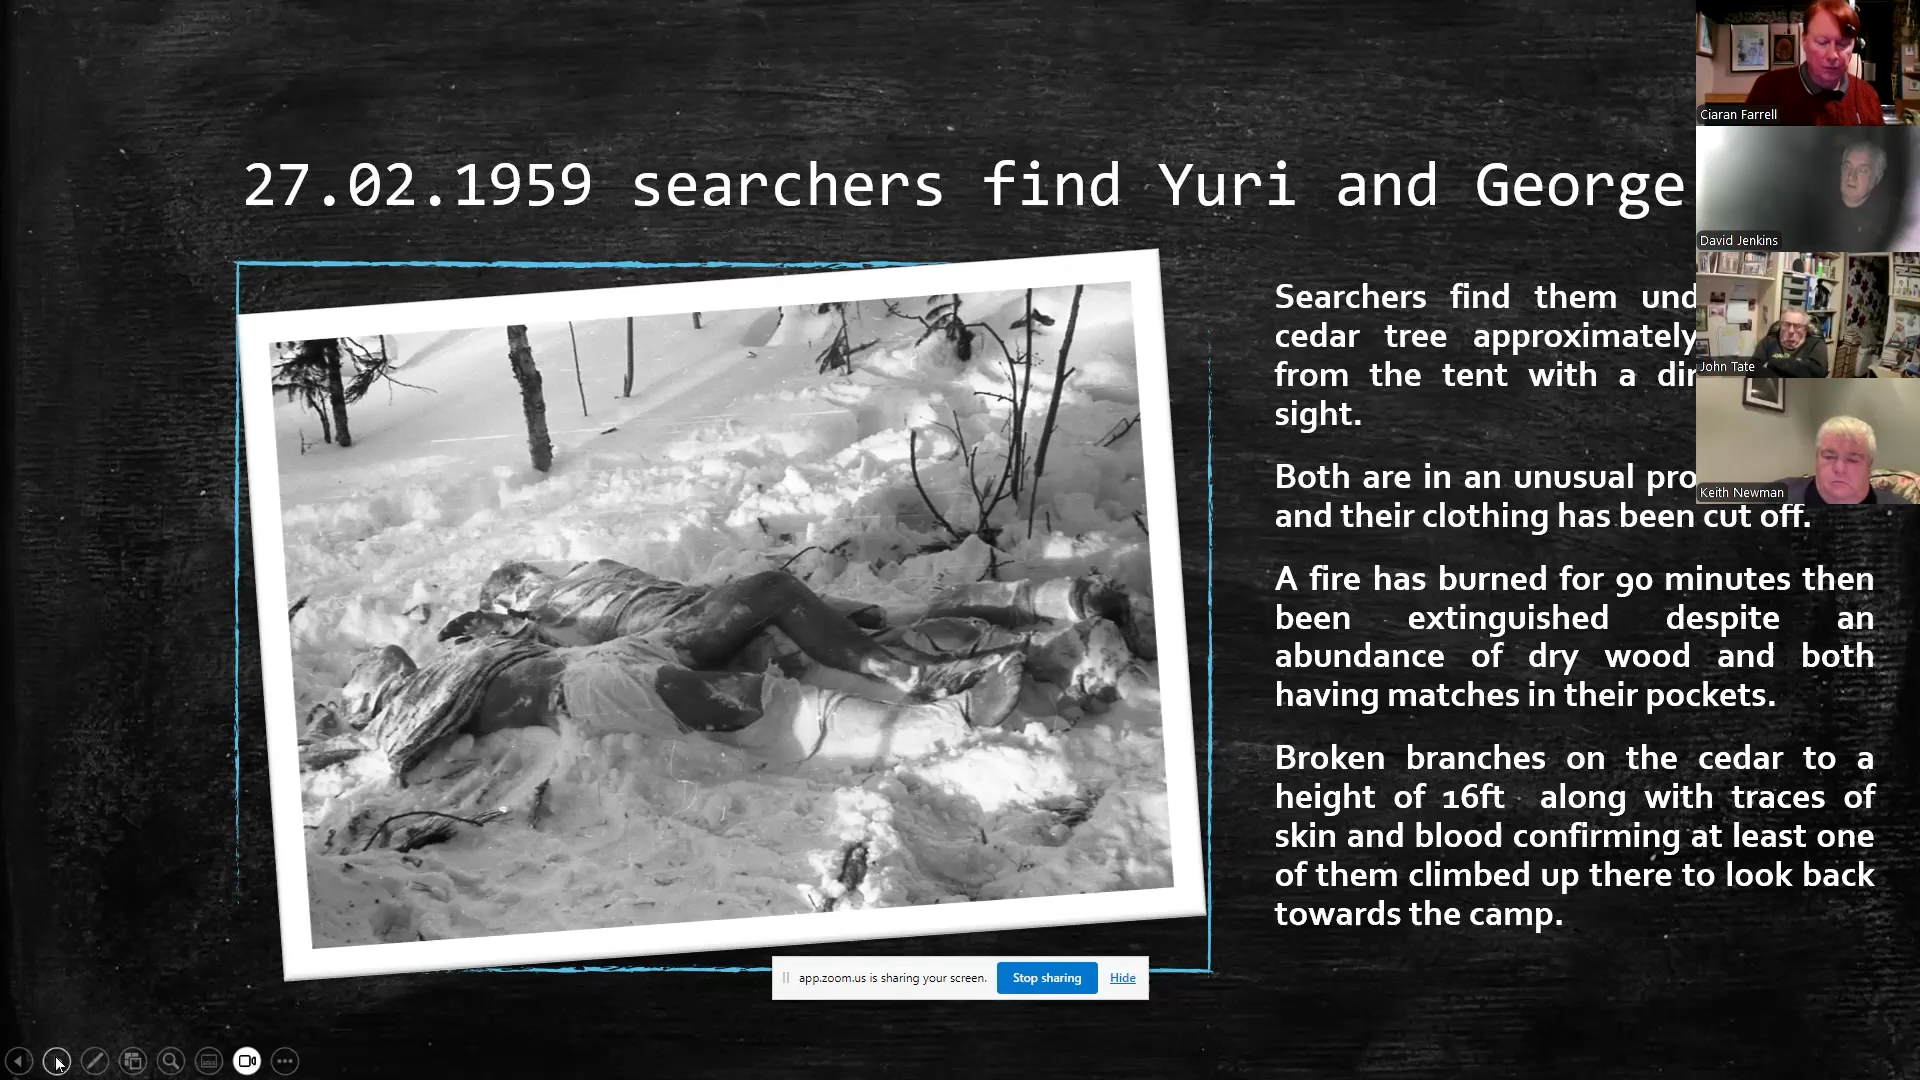 27.02.1959 searchers find Yuri and George
Searchers find them
cedar tree approximately
from the tent with a
sight.
Both are in an unusual
and their clothing has been cut off.
A fire has burned for 90 minutes then
been extinguished despite an
abundance of dry wood and both
having matches in their pockets.
Broken branches on the cedar to a
height of 16ft along with traces of
skin and blood confirming at least one
of them climbed up there to look back
towards the camp.
Ciaran Farrell
David Jenkins
John Tate
Keith Newman
app.zoom.us is sharing your screen. Stop sharing Hide